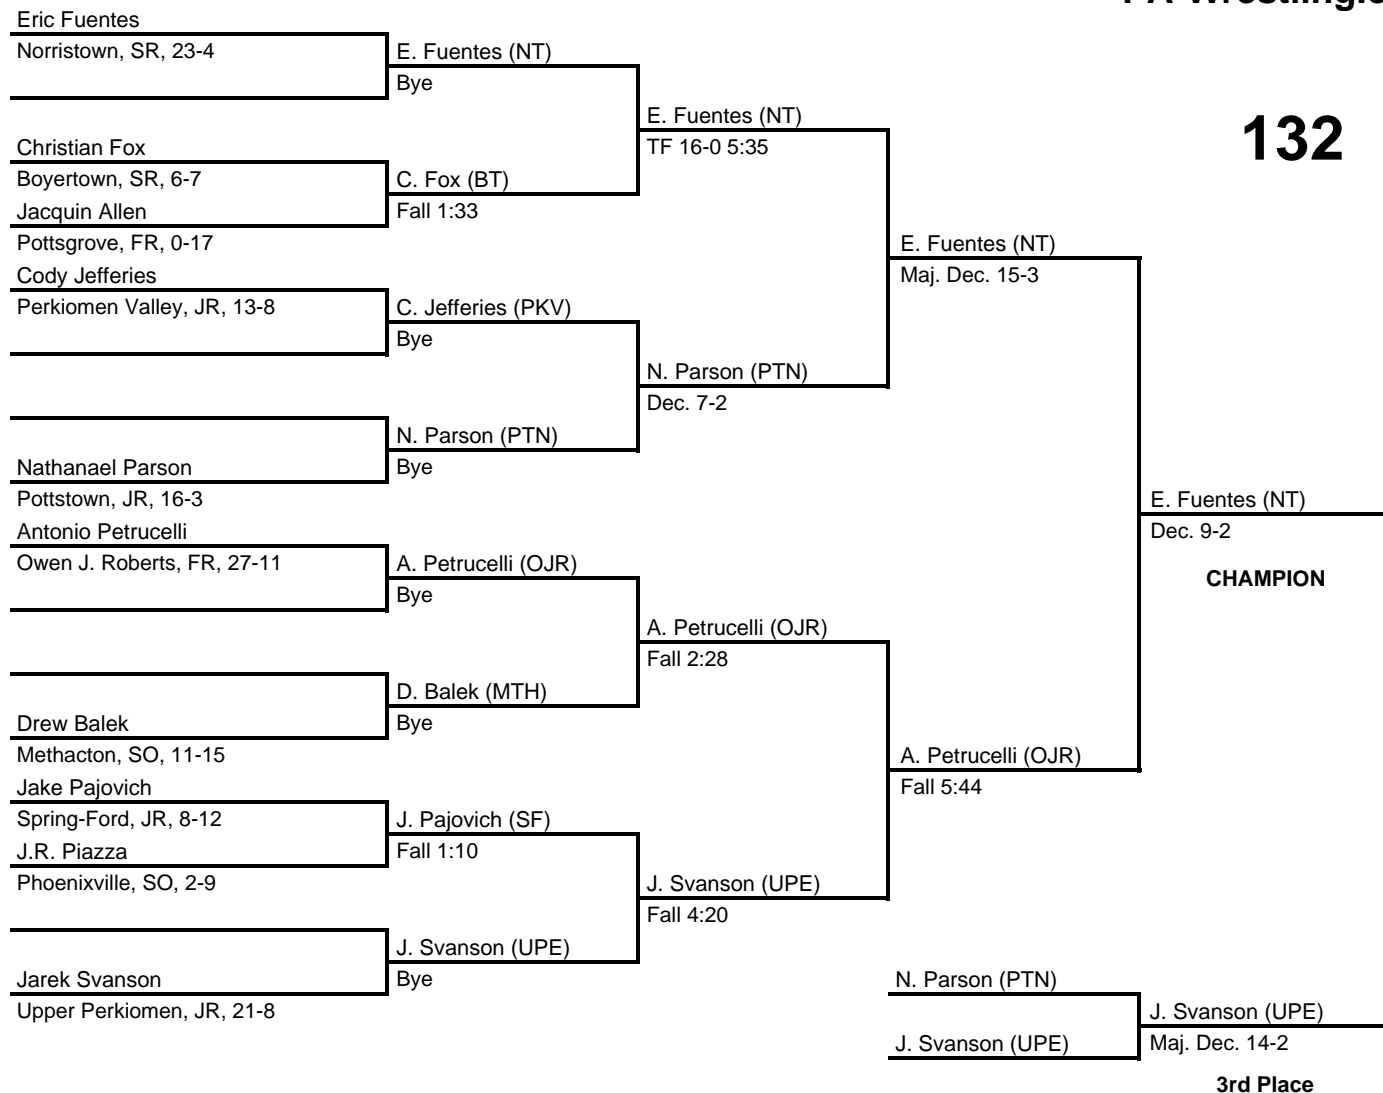 Eric Fuentes
Norristown, SR, 23-4
Christian Fox
Boyertown, SR, 6-7
Jacquin Allen
Pottsgrove, FR, 0-17
Cody Jefferies
Perkiomen Valley, JR, 13-8
Nathanael Parson
Pottstown, JR, 16-3
Antonio Petrucelli
Owen J. Roberts, FR, 27-11
Drew Balek
Methacton, SO, 11-15
Jake Pajovich
Spring-Ford, JR, 8-12
J.R. Piazza
Phoenixville, SO, 2-9
Jarek Svanson
Upper Perkiomen, JR, 21-8
E. Fuentes (NT)
Bye
C. Fox (BT)
Fall 1:33
C. Jefferies (PKV)
Bye
N. Parson (PTN)
Bye
A. Petrucelli (OJR)
Bye
D. Balek (MTH)
Bye
J. Pajovich (SF)
Fall 1:10
J. Svanson (UPE)
Bye
E. Fuentes (NT)
TF 16-0 5:35
N. Parson (PTN)
Dec. 7-2
A. Petrucelli (OJR)
Fall 2:28
J. Svanson (UPE)
Fall 4:20
E. Fuentes (NT)
Maj. Dec. 15-3
A. Petrucelli (OJR)
Fall 5:44
132
E. Fuentes (NT)
Dec. 9-2
CHAMPION
N. Parson (PTN)
J. Svanson (UPE)
J. Svanson (UPE)
Maj. Dec. 14-2
3rd Place